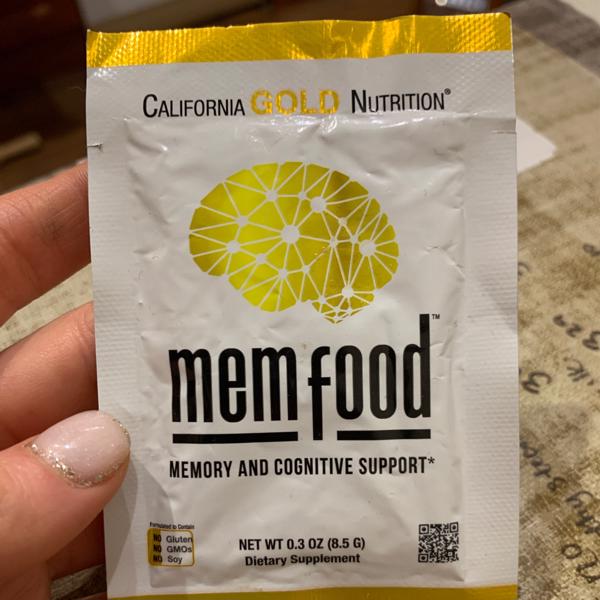 CALIFORNIA GOLD NUTRITION®
mem food™
MEMORY AND COGNITIVE SUPPORT*
Formulated to Contain
NO Gluten
NO GMOs
NO Soy
NET WT 0.3 OZ (8.5 G)
Dietary Supplement